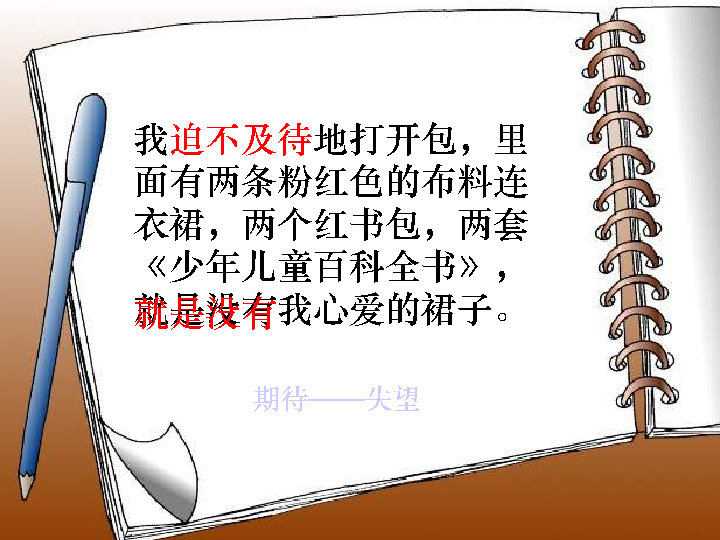 我迫不及待地打开包，里
面有两条粉红色的布料连
衣裙，两个红书包，两套
《少年儿童百科全书》，
就是没有我心爱的裙子。
期待——失望